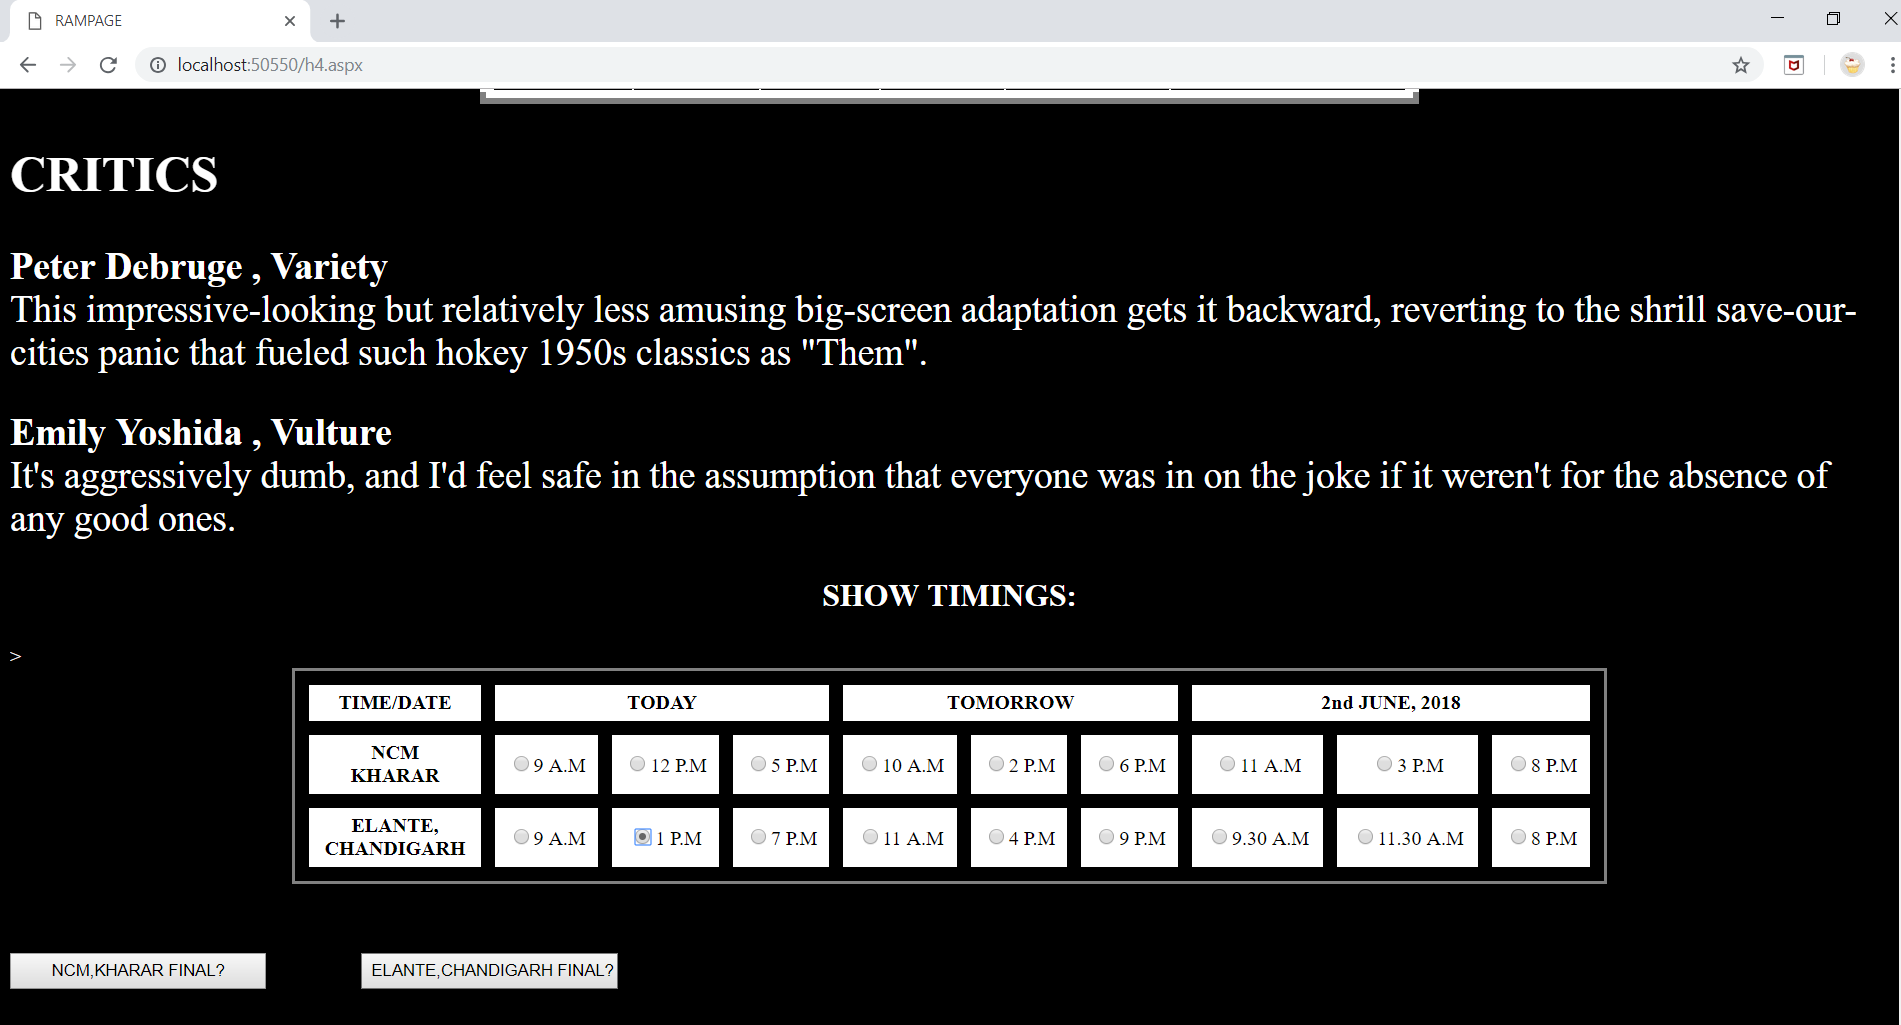 RAMPAGE
localhost:50550/h4.aspx
CRITICS
Peter Debruge , Variety
This impressive-looking but relatively less amusing big-screen adaptation gets it backward, reverting to the shrill save-our-
cities panic that fueled such hokey 1950s classics as "Them".
Emily Yoshida , Vulture
It's aggressively dumb, and I'd feel safe in the assumption that everyone was in on the joke if it weren't for the absence of
any good ones.
SHOW TIMINGS:
>
TIME/DATE TODAY TOMORROW 2nd JUNE, 2018
NCM
KHARAR
9 A.M 12 P.M 5 P.M 10 A.M 2 P.M 6 P.M 11 A.M 3 P.M 8 P.M
ELANTE,
CHANDIGARH
9 A.M 1 P.M 7 P.M 11 A.M 4 P.M 9 P.M 9.30 A.M 11.30 A.M 8 P.M
NCM,KHARAR FINAL? ELANTE,CHANDIGARH FINAL?